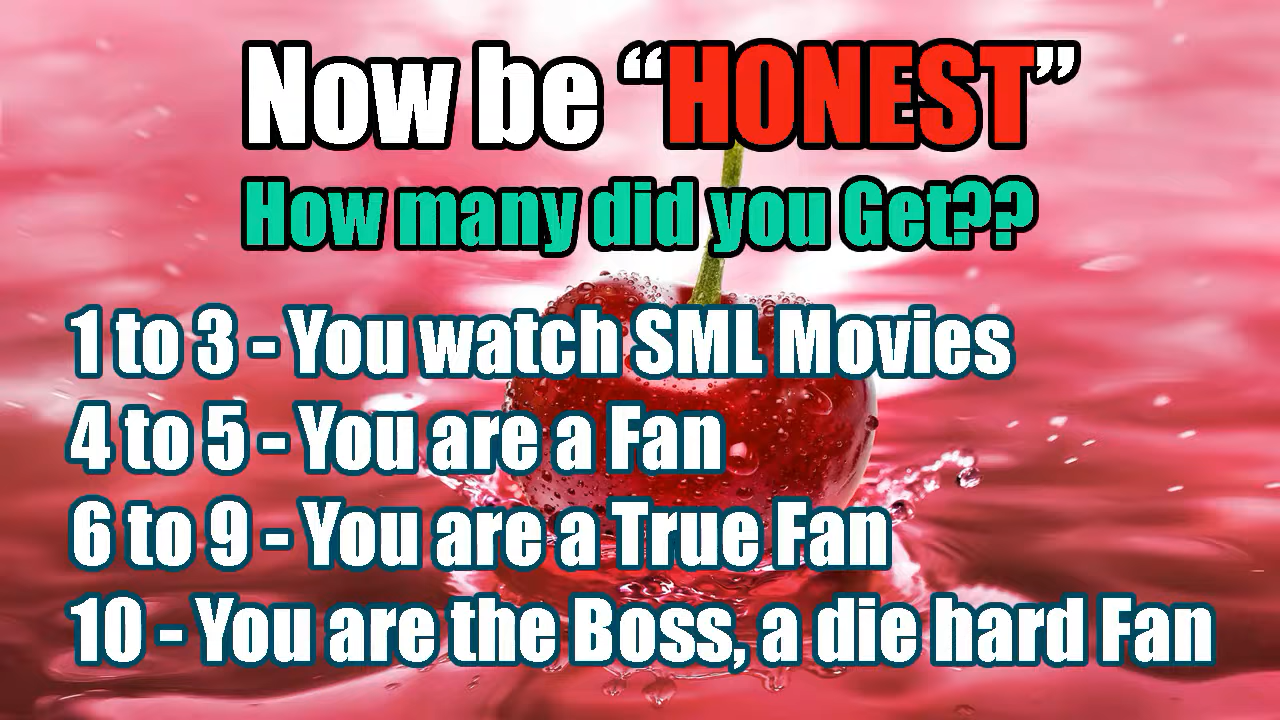 Now be “HONEST”
How many did you Get??
1 to 3 - You watch SML Movies
4 to 5 - You are a Fan
6 to 9 - You are a True Fan
10 - You are the Boss, a die hard Fan